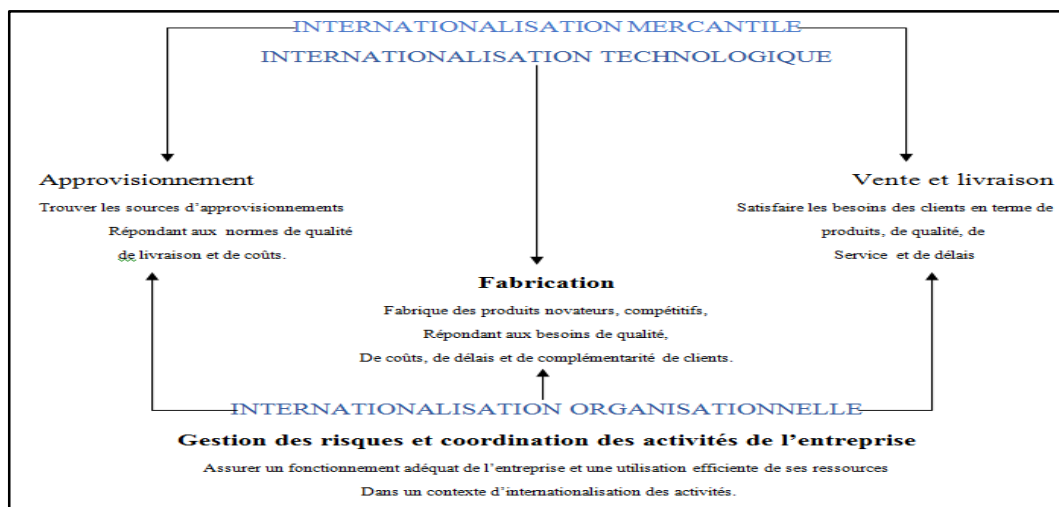 INTERNATIONALISATION MERCANTILE
INTERNATIONALISATION TECHNOLOGIQUE
Approvisionnement
Trouver les sources d'approvisionnements
Répondant aux normes de qualité
de livraison et de coûts.
Vente et livraison
Satisfaire les besoins des clients en terme de
produits, de qualité, de
Service et de délais
Fabrication
Fabrique des produits novateurs, compétitifs,
Répondant aux besoins de qualité,
De coûts, de délais et de complémentarité de clients.
INTERNATIONALISATION ORGANISATIONNELLE
Gestion des risques et coordination des activités de l'entreprise
Assurer un fonctionnement adéquat de l'entreprise et une utilisation efficiente de ses ressources
Dans un contexte d'internationalisation des activités.